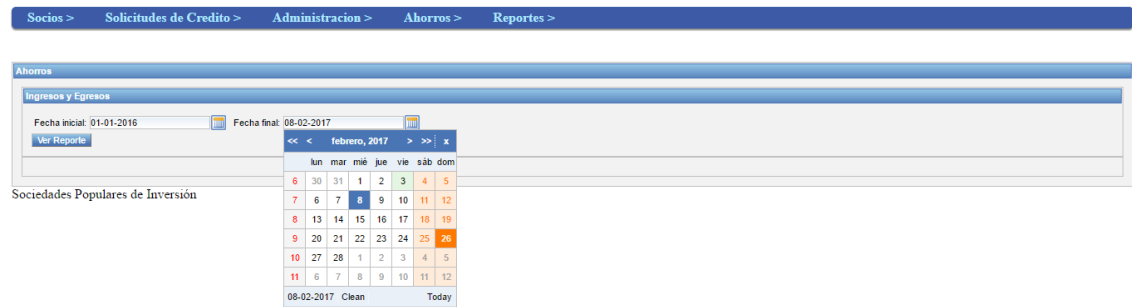 Socios > Solicitudes de Credito > Administracion > Ahorros > Reportes >
Ahorros
Ingresos y Egresos
Fecha inicial: 01-01-2016 Fecha final: 08-02-2017
Ver Reporte
<< < febrero, 2017 > >> x
lun mar mié jue vie sáb dom
6 30 31 1 2 3 4 5
7 6 7 8 9 10 11 12
8 13 14 15 16 17 18 19
Sociedades Populares de Inversión
9 20 21 22 23 24 25 26
10 27 28 1 2 3 4 5
11 6 7 8 9 10 11 12
08-02-2017 Clean Today